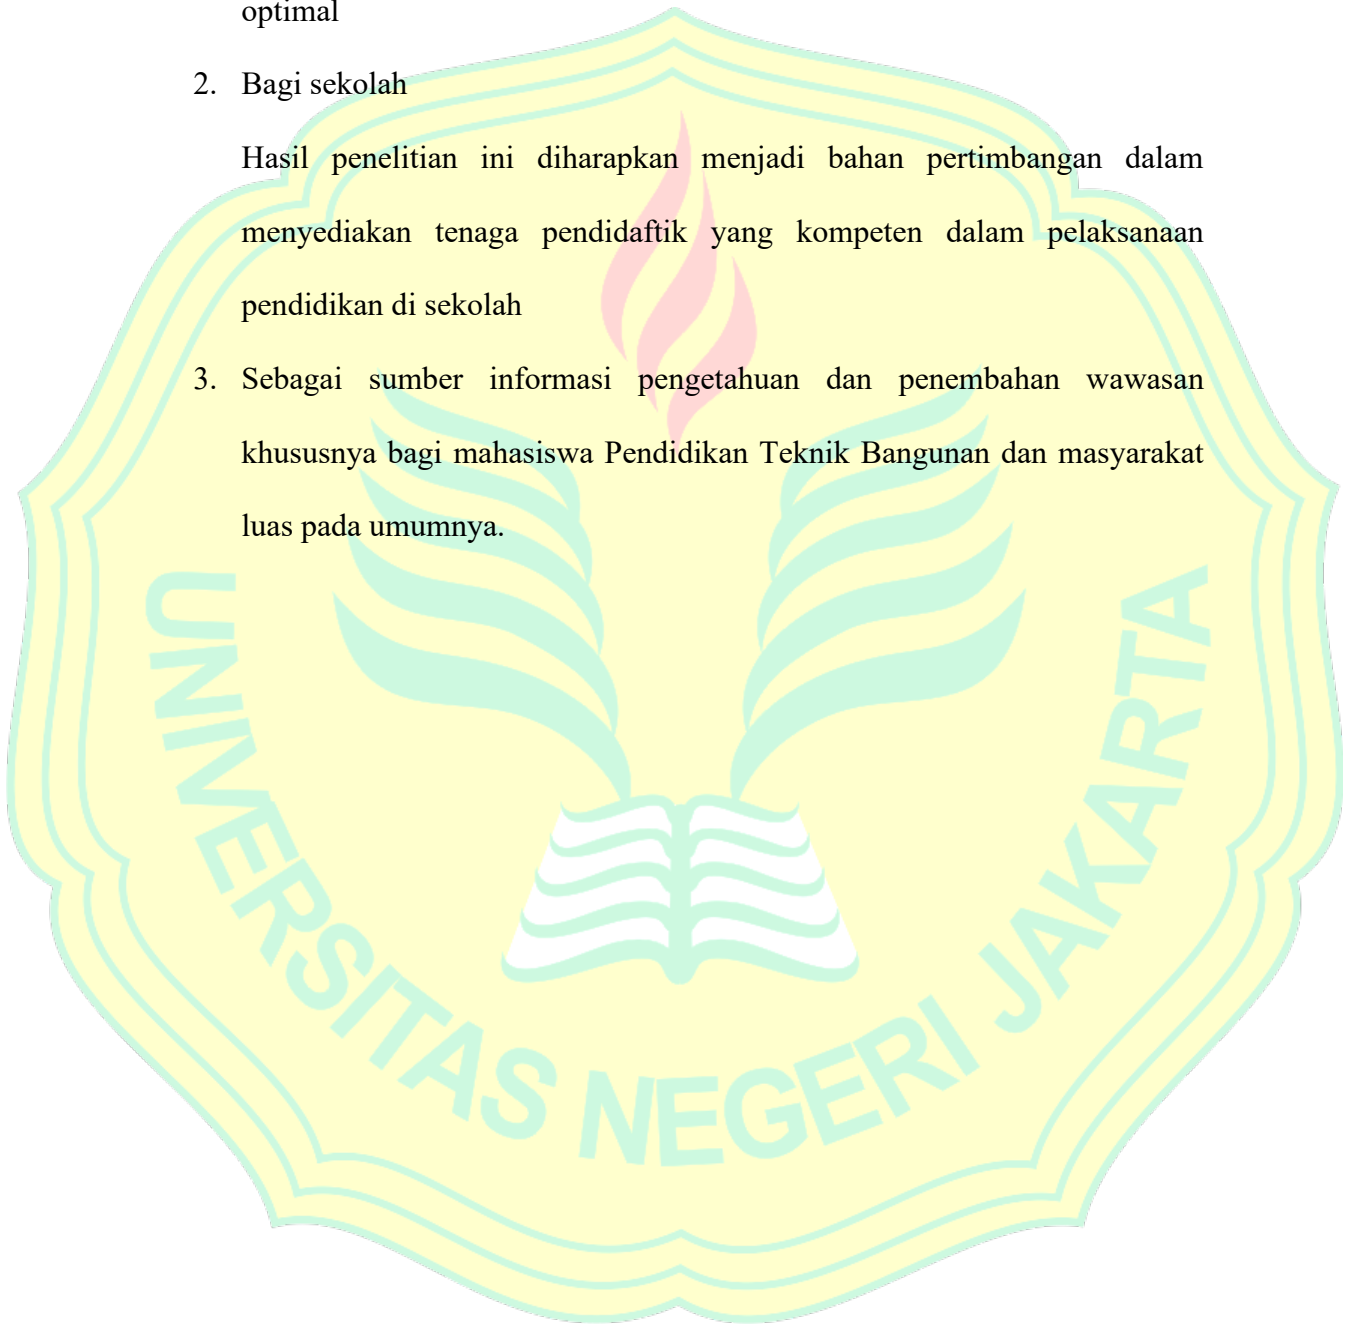 optimal
2. Bagi sekolah
Hasil penelitian ini diharapkan menjadi bahan pertimbangan dalam
menyediakan tenaga pendidaftik yang kompeten dalam pelaksanaan
pendidikan di sekolah
3. Sebagai sumber informasi pengetahuan dan penembahan wawasan
khususnya bagi mahasiswa Pendidikan Teknik Bangunan dan masyarakat
luas pada umumnya.
UNIVERSITAS NEGERI JAKARTA